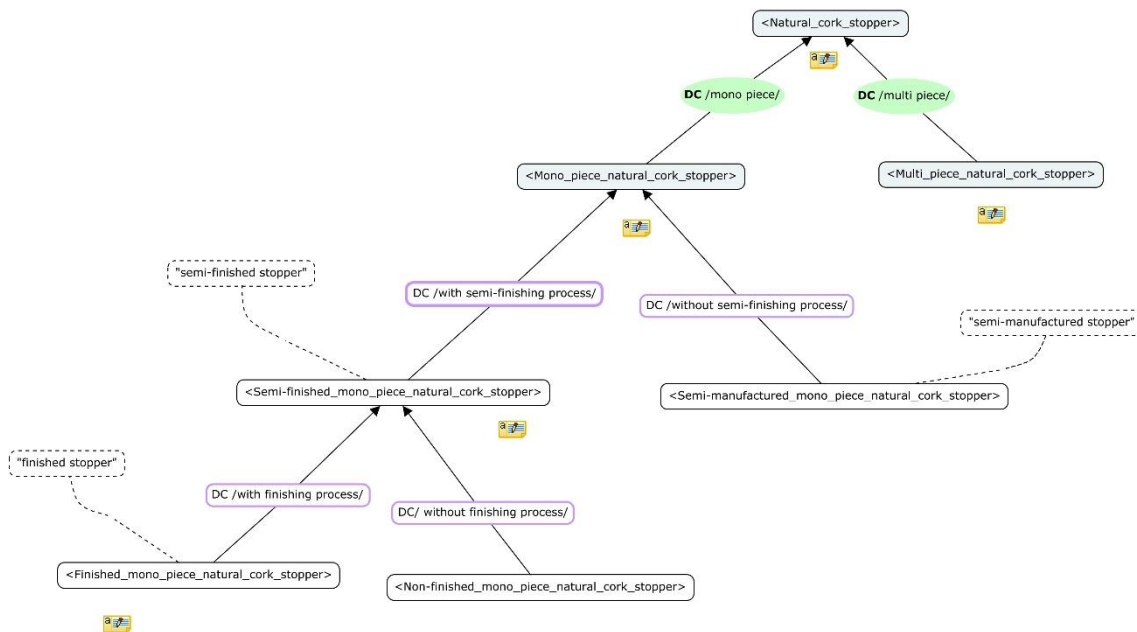 <Natural_cork_stopper>
a
DC /mono piece/
DC /multi piece/
<Mono_piece_natural_cork_stopper>
<Multi_piece_natural_cork_stopper>
a
a
"semi-finished stopper"
DC /with semi-finishing process/
DC /without semi-finishing process/
"semi-manufactured stopper"
<Semi-finished_mono_piece_natural_cork_stopper>
<Semi-manufactured_mono_piece_natural_cork_stopper>
a
"finished stopper"
DC /with finishing process/
DC/ without finishing process/
<Finished_mono_piece_natural_cork_stopper>
<Non-finished_mono_piece_natural_cork_stopper>
a